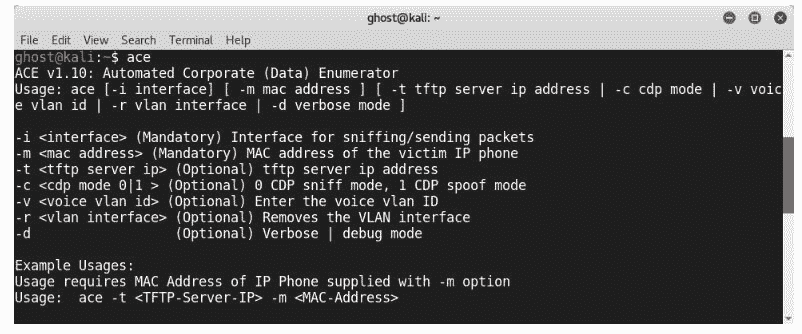 ghost@kali: ~
File Edit View Search Terminal Help
ghost@kali:~$ ace
ACE v1.10: Automated Corporate (Data) Enumerator
Usage: ace [-i interface] [ -m mac address ] [ -t tftp server ip address | -c cdp mode | -v voic
e vlan id | -r vlan interface | -d verbose mode ]
-i <interface> (Mandatory) Interface for sniffing/sending packets
-m <mac address> (Mandatory) MAC address of the victim IP phone
-t <tftp server ip> (Optional) tftp server ip address
-c <cdp mode 0|1 > (Optional) 0 CDP sniff mode, 1 CDP spoof mode
-v <voice vlan id> (Optional) Enter the voice vlan ID
-r <vlan interface> (Optional) Removes the VLAN interface
-d (Optional) Verbose | debug mode
Example Usages:
Usage requires MAC Address of IP Phone supplied with -m option
Usage: ace -t <TFTP-Server-IP> -m <MAC-Address>